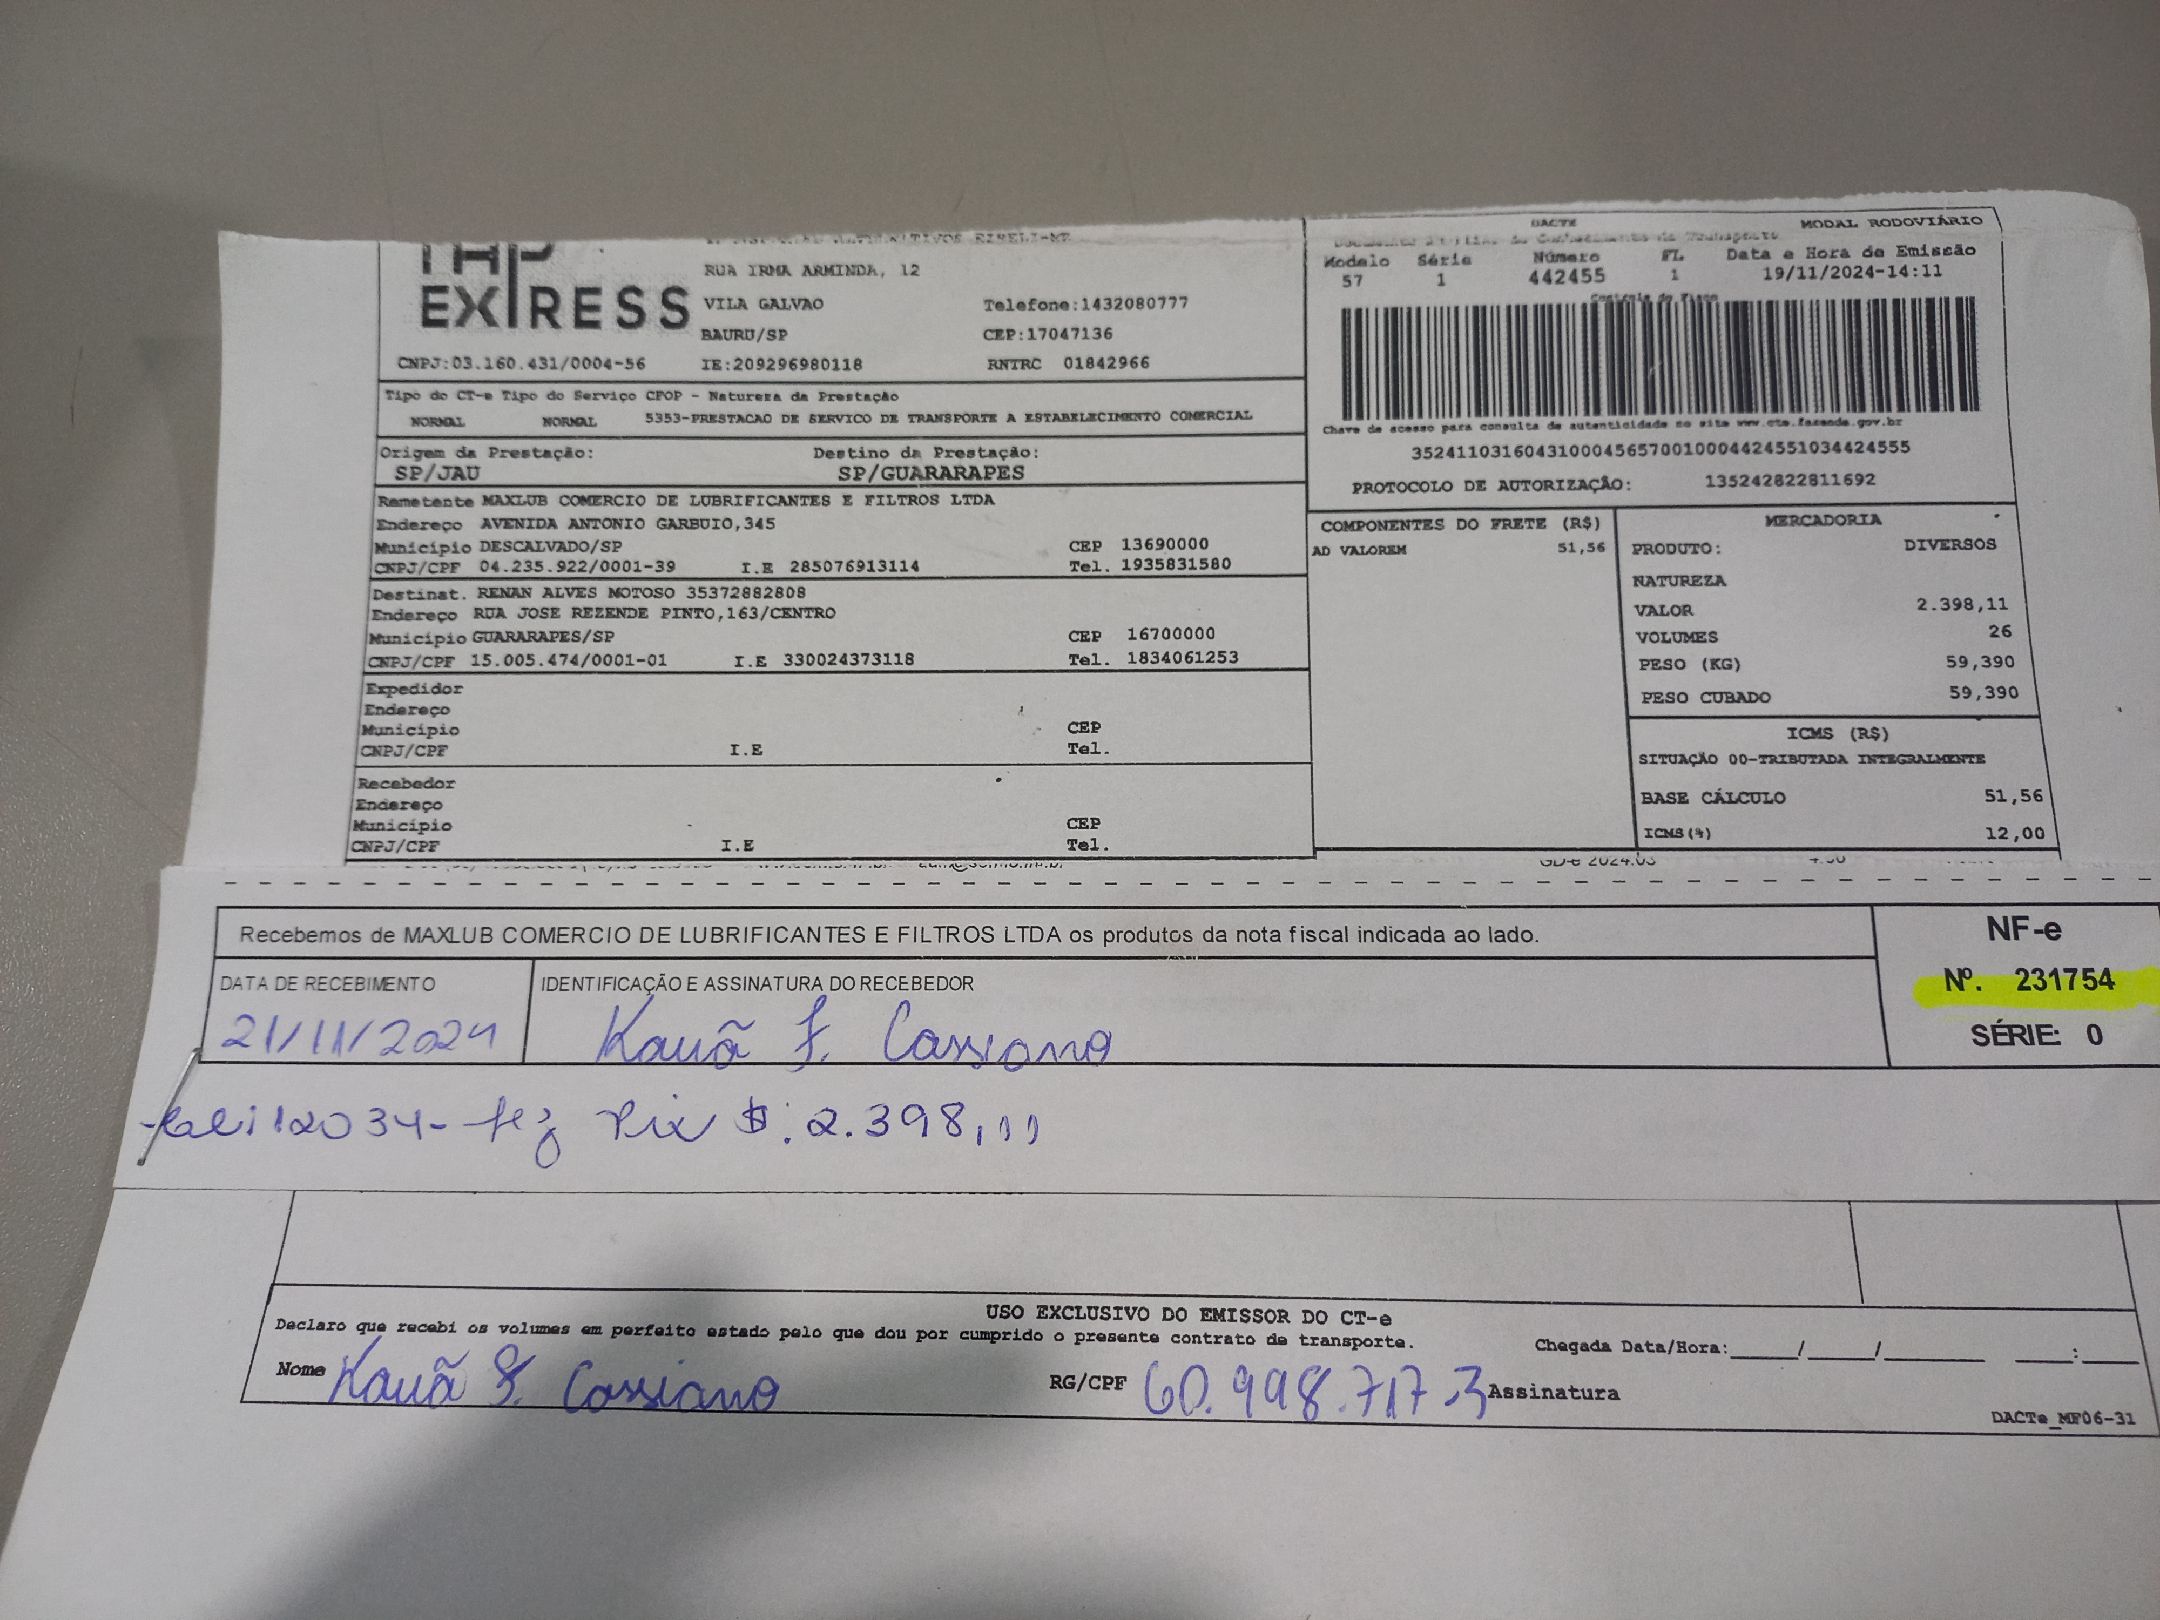 EXPRESS
RUA IRMA ARMINDA, 12
VILA GALVAO Telefone:1432080777
BAURU/SP CEP:17047136
CNPJ:03.160.431/0004-56 IE:209296980118 RNTRC 01842966
Tipo do CT-e Tipo do Serviço CFOP - Natureza da Prestação
NORMAL NORMAL 5353-PRESTACAO DE SERVICO DE TRANSPORTE A ESTABELECIMENTO COMERCIAL
Origem da Prestação: Destino da Prestação:
SP/JAU SP/GUARARAPES
Remetente MAXLUB COMERCIO DE LUBRIFICANTES E FILTROS LTDA
Endereço AVENIDA ANTONIO GARBUIO,345
Município DESCALVADO/SP CEP 13690000
CNPJ/CPF 04.235.922/0001-39 I.E 285076913114 Tel. 1935831580
Destinat. RENAN ALVES MOTOSO 35372882808
Endereço RUA JOSE REZENDE PINTO,163/CENTRO
Município GUARARAPES/SP CEP 16700000
CNPJ/CPF 15.005.474/0001-01 I.E 330024373118 Tel. 1834061253
Expedidor
Endereço
Município CEP
CNPJ/CPF I.E Tel.
Recebedor
Endereço
Município CEP
CNPJ/CPF I.E Tel.
DACTE MODAL RODOVIÁRIO
Modelo Série Número FL Data e Hora de Emissão
57 1 442455 1 19/11/2024-14:11
Controle do Fisco
Chave de acesso para consulta de autenticidade no site www.cte.fazenda.gov.br
35241103160431000456570010004424551034424555
PROTOCOLO DE AUTORIZAÇÃO: 135242822811692
COMPONENTES DO FRETE (R$)
AD VALOREM 51,56
MERCADORIA
PRODUTO: DIVERSOS
NATUREZA
VALOR 2.398,11
VOLUMES 26
PESO (KG) 59,390
PESO CUBADO 59,390
ICMS (R$)
SITUAÇÃO 00-TRIBUTADA INTEGRALMENTE
BASE CÁLCULO 51,56
ICMS(%) 12,00
Recebemos de MAXLUB COMERCIO DE LUBRIFICANTES E FILTROS LTDA os produtos da nota fiscal indicada ao lado.
DATA DE RECEBIMENTO IDENTIFICAÇÃO E ASSINATURA DO RECEBEDOR
21/11/2024 Kauã F. Cassiano
NF-e
Nº. 231754
SÉRIE: 0
12034- fez Pix $. 2.398,11
USO EXCLUSIVO DO EMISSOR DO CT-e
Declaro que recebi os volumes em perfeito estado pelo que dou por cumprido o presente contrato de transporte.
Chegada Data/Hora:_____/_____/_______ ____:____
Nome Kauã F. Cassiano RG/CPF 60.998.717-3 Assinatura
DACTe_MF06-31